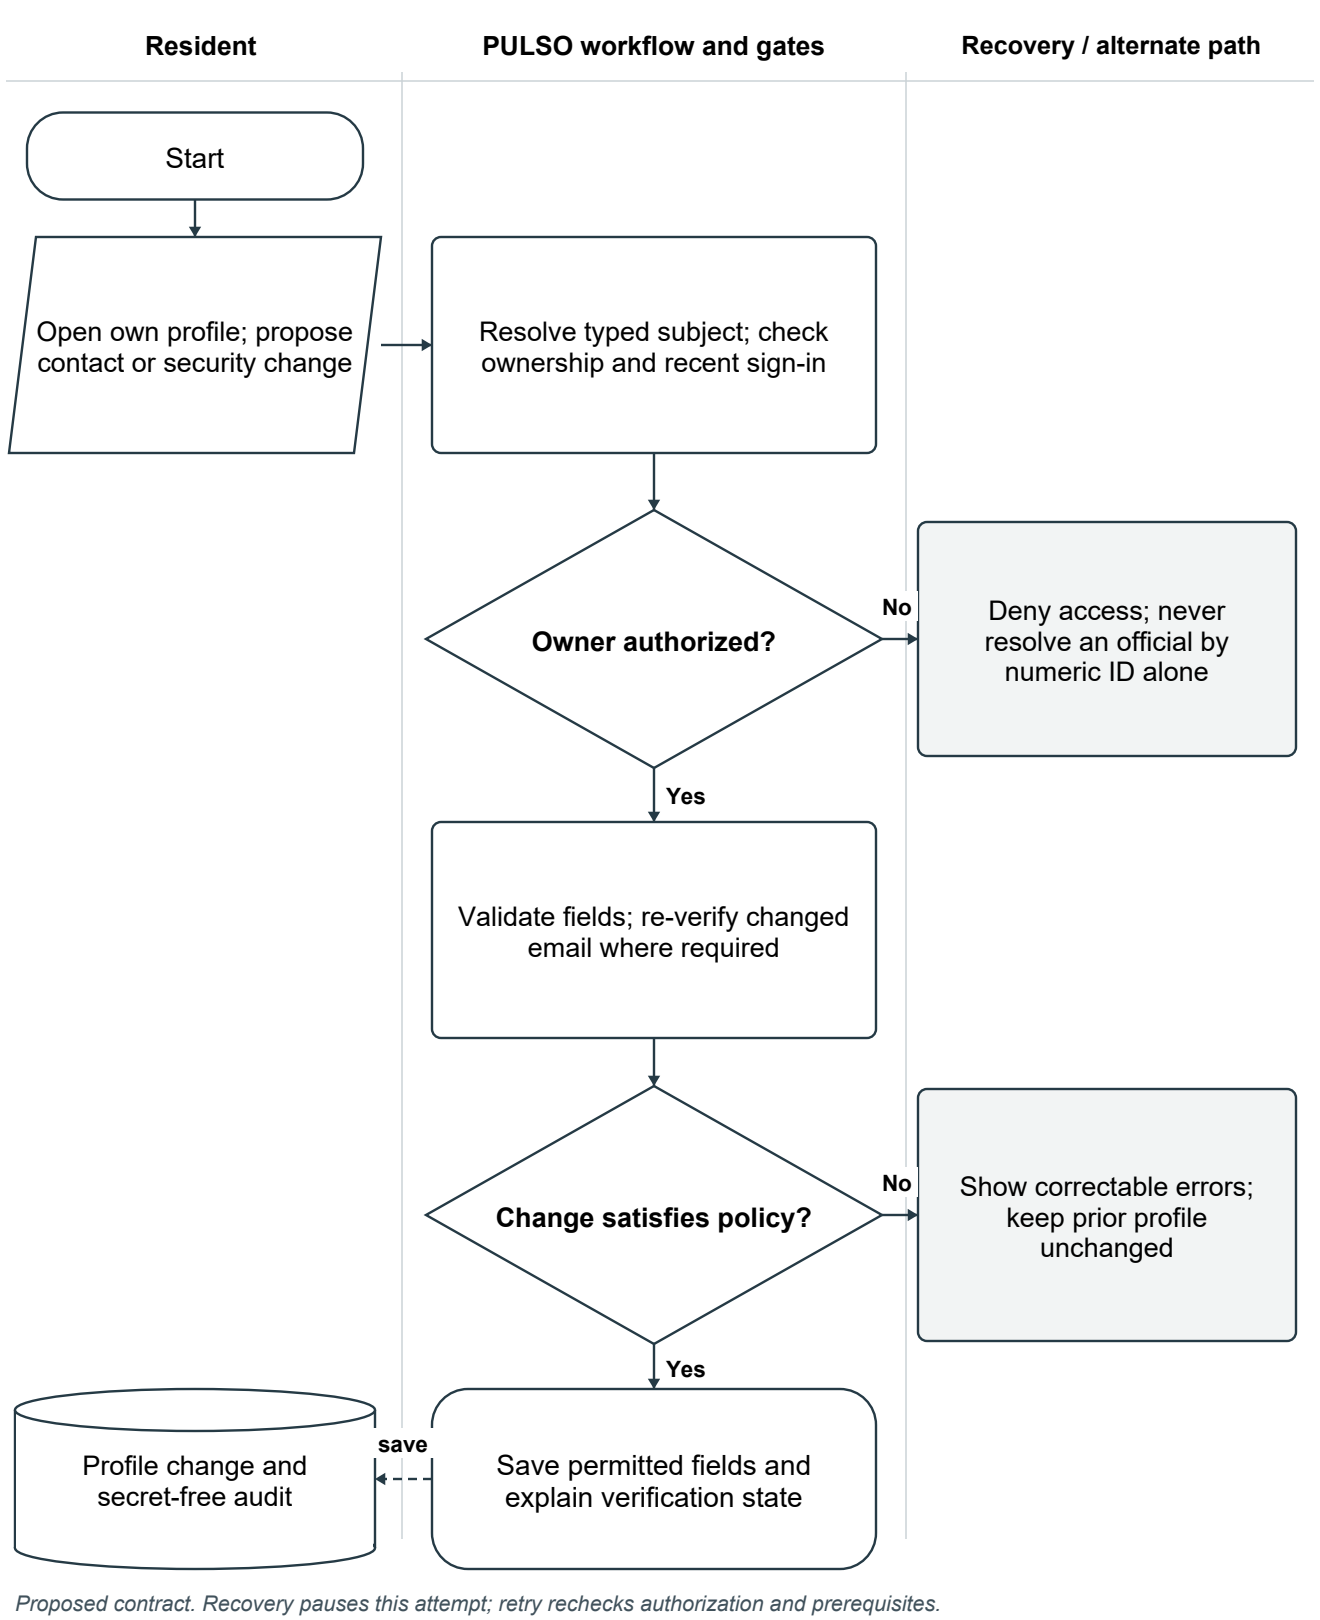 Resident
PULSO workflow and gates
Recovery / alternate path
Start
Open own profile; propose
contact or security change
Resolve typed subject; check
ownership and recent sign-in
Owner authorized?
No
Deny access; never
resolve an official by
numeric ID alone
Yes
Validate fields; re-verify changed
email where required
Change satisfies policy?
No
Show correctable errors;
keep prior profile
unchanged
Yes
Save permitted fields and
explain verification state
save
Profile change and
secret-free audit
Proposed contract. Recovery pauses this attempt; retry rechecks authorization and prerequisites.